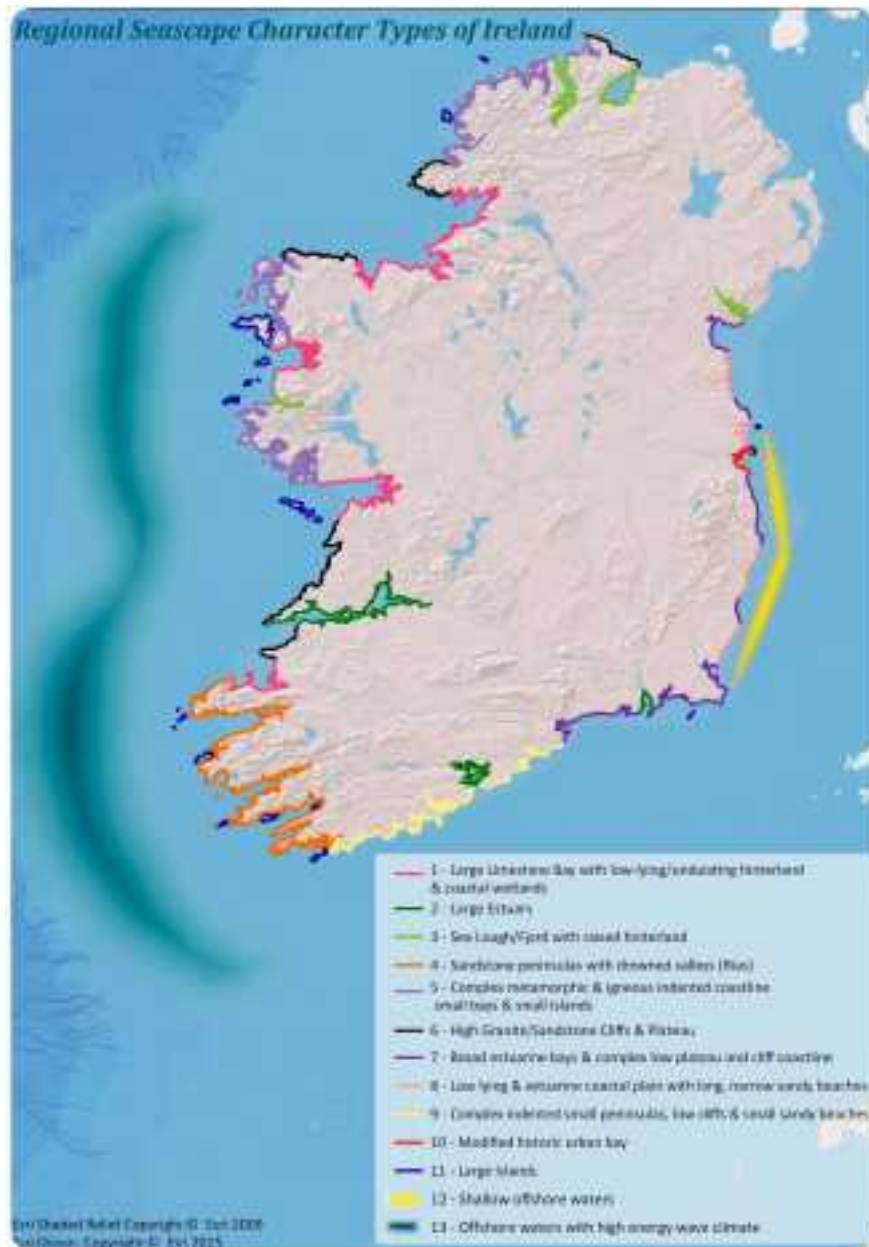 Regional Seascape Character Types of Ireland
1 - Large Limestone Bay with low-lying/undulating hinterland
& coastal wetlands
2 - Large Estuary
3 - Sea Lough/Fjord with raised hinterland
4 - Sandstone peninsulas with drowned valleys (Rias)
5 - Complex metamorphic & igneous indented coastline
small bays & small islands
6 - High Granite/Sandstone Cliffs & Plateau
7 - Broad estuarine bays & complex low plateau and cliff coastline
8 - Low lying & estuarine coastal plain with long, narrow sandy beaches
9 - Complex indented small peninsulas, low cliffs & small sandy beaches
10 - Modified historic urban bay
11 - Large Islands
12 - Shallow offshore waters
13 - Offshore waters with high energy-wave climate
Esri Shaded Relief Copyright © Esri 2009
Esri Ocean Copyright © Esri 2015